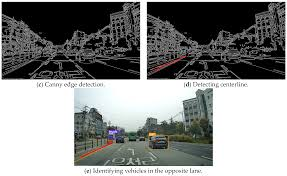 (c) Canny edge detection.
(d) Detecting centerline.
(e) Identifying vehicles in the opposite lane.